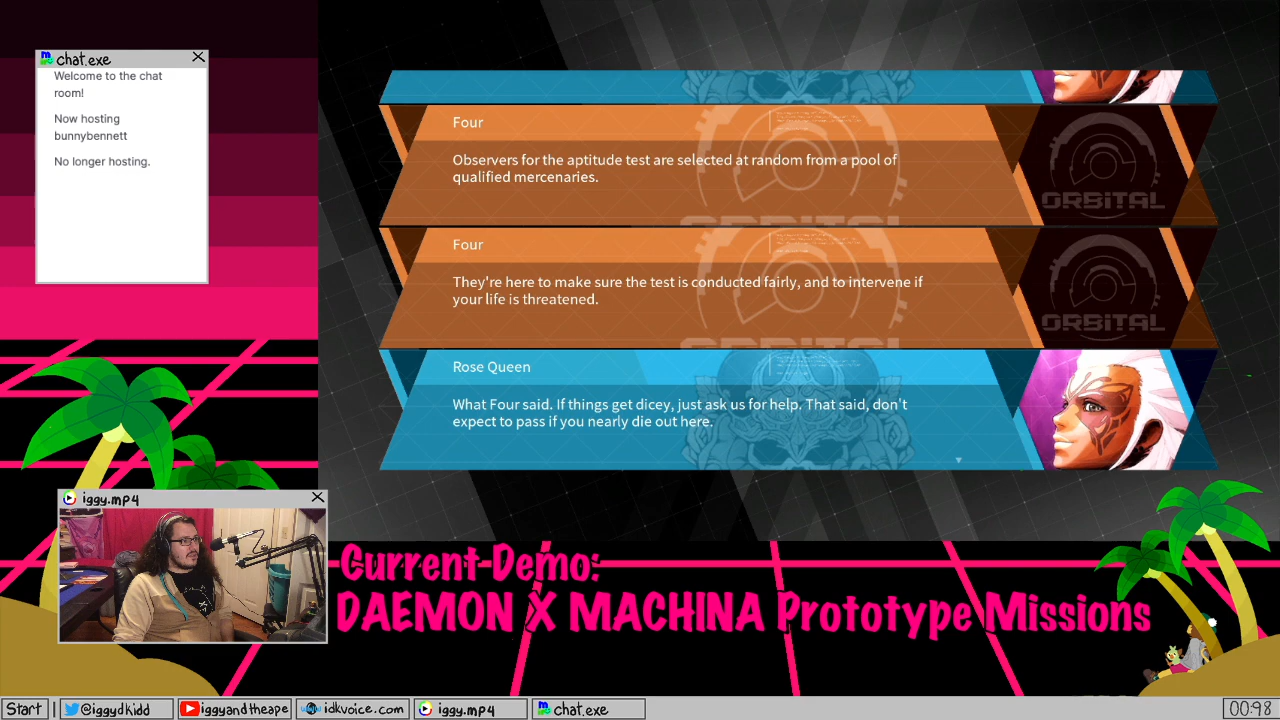 chat.exe
Welcome to the chat
room!
Now hosting
bunnybennett
No longer hosting.
Four
Observers for the aptitude test are selected at random from a pool of
qualified mercenaries.
ORBITAL
Four
They're here to make sure the test is conducted fairly, and to intervene if
your life is threatened.
ORBITAL
Rose Queen
What Four said. If things get dicey, just ask us for help. That said, don't
expect to pass if you nearly die out here.
iggy.mp4
Current Demo:
DAEMON X MACHINA Prototype Missions
Start
@iggydkidd
iggyandtheape
www.idkvoice.com
iggy.mp4
chat.exe
00:98